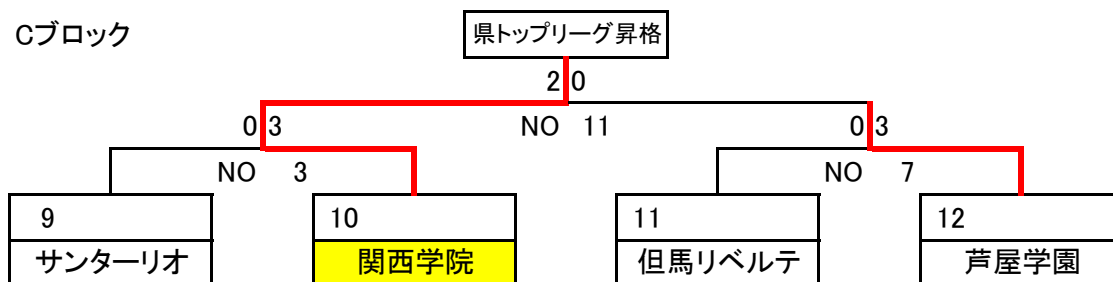 Cブロック
県トップリーグ昇格
2 0
0 3 NO 11 0 3
NO 3 NO 7
9 10 11 12
サンターリオ 関西学院 但馬リベルテ 芦屋学園